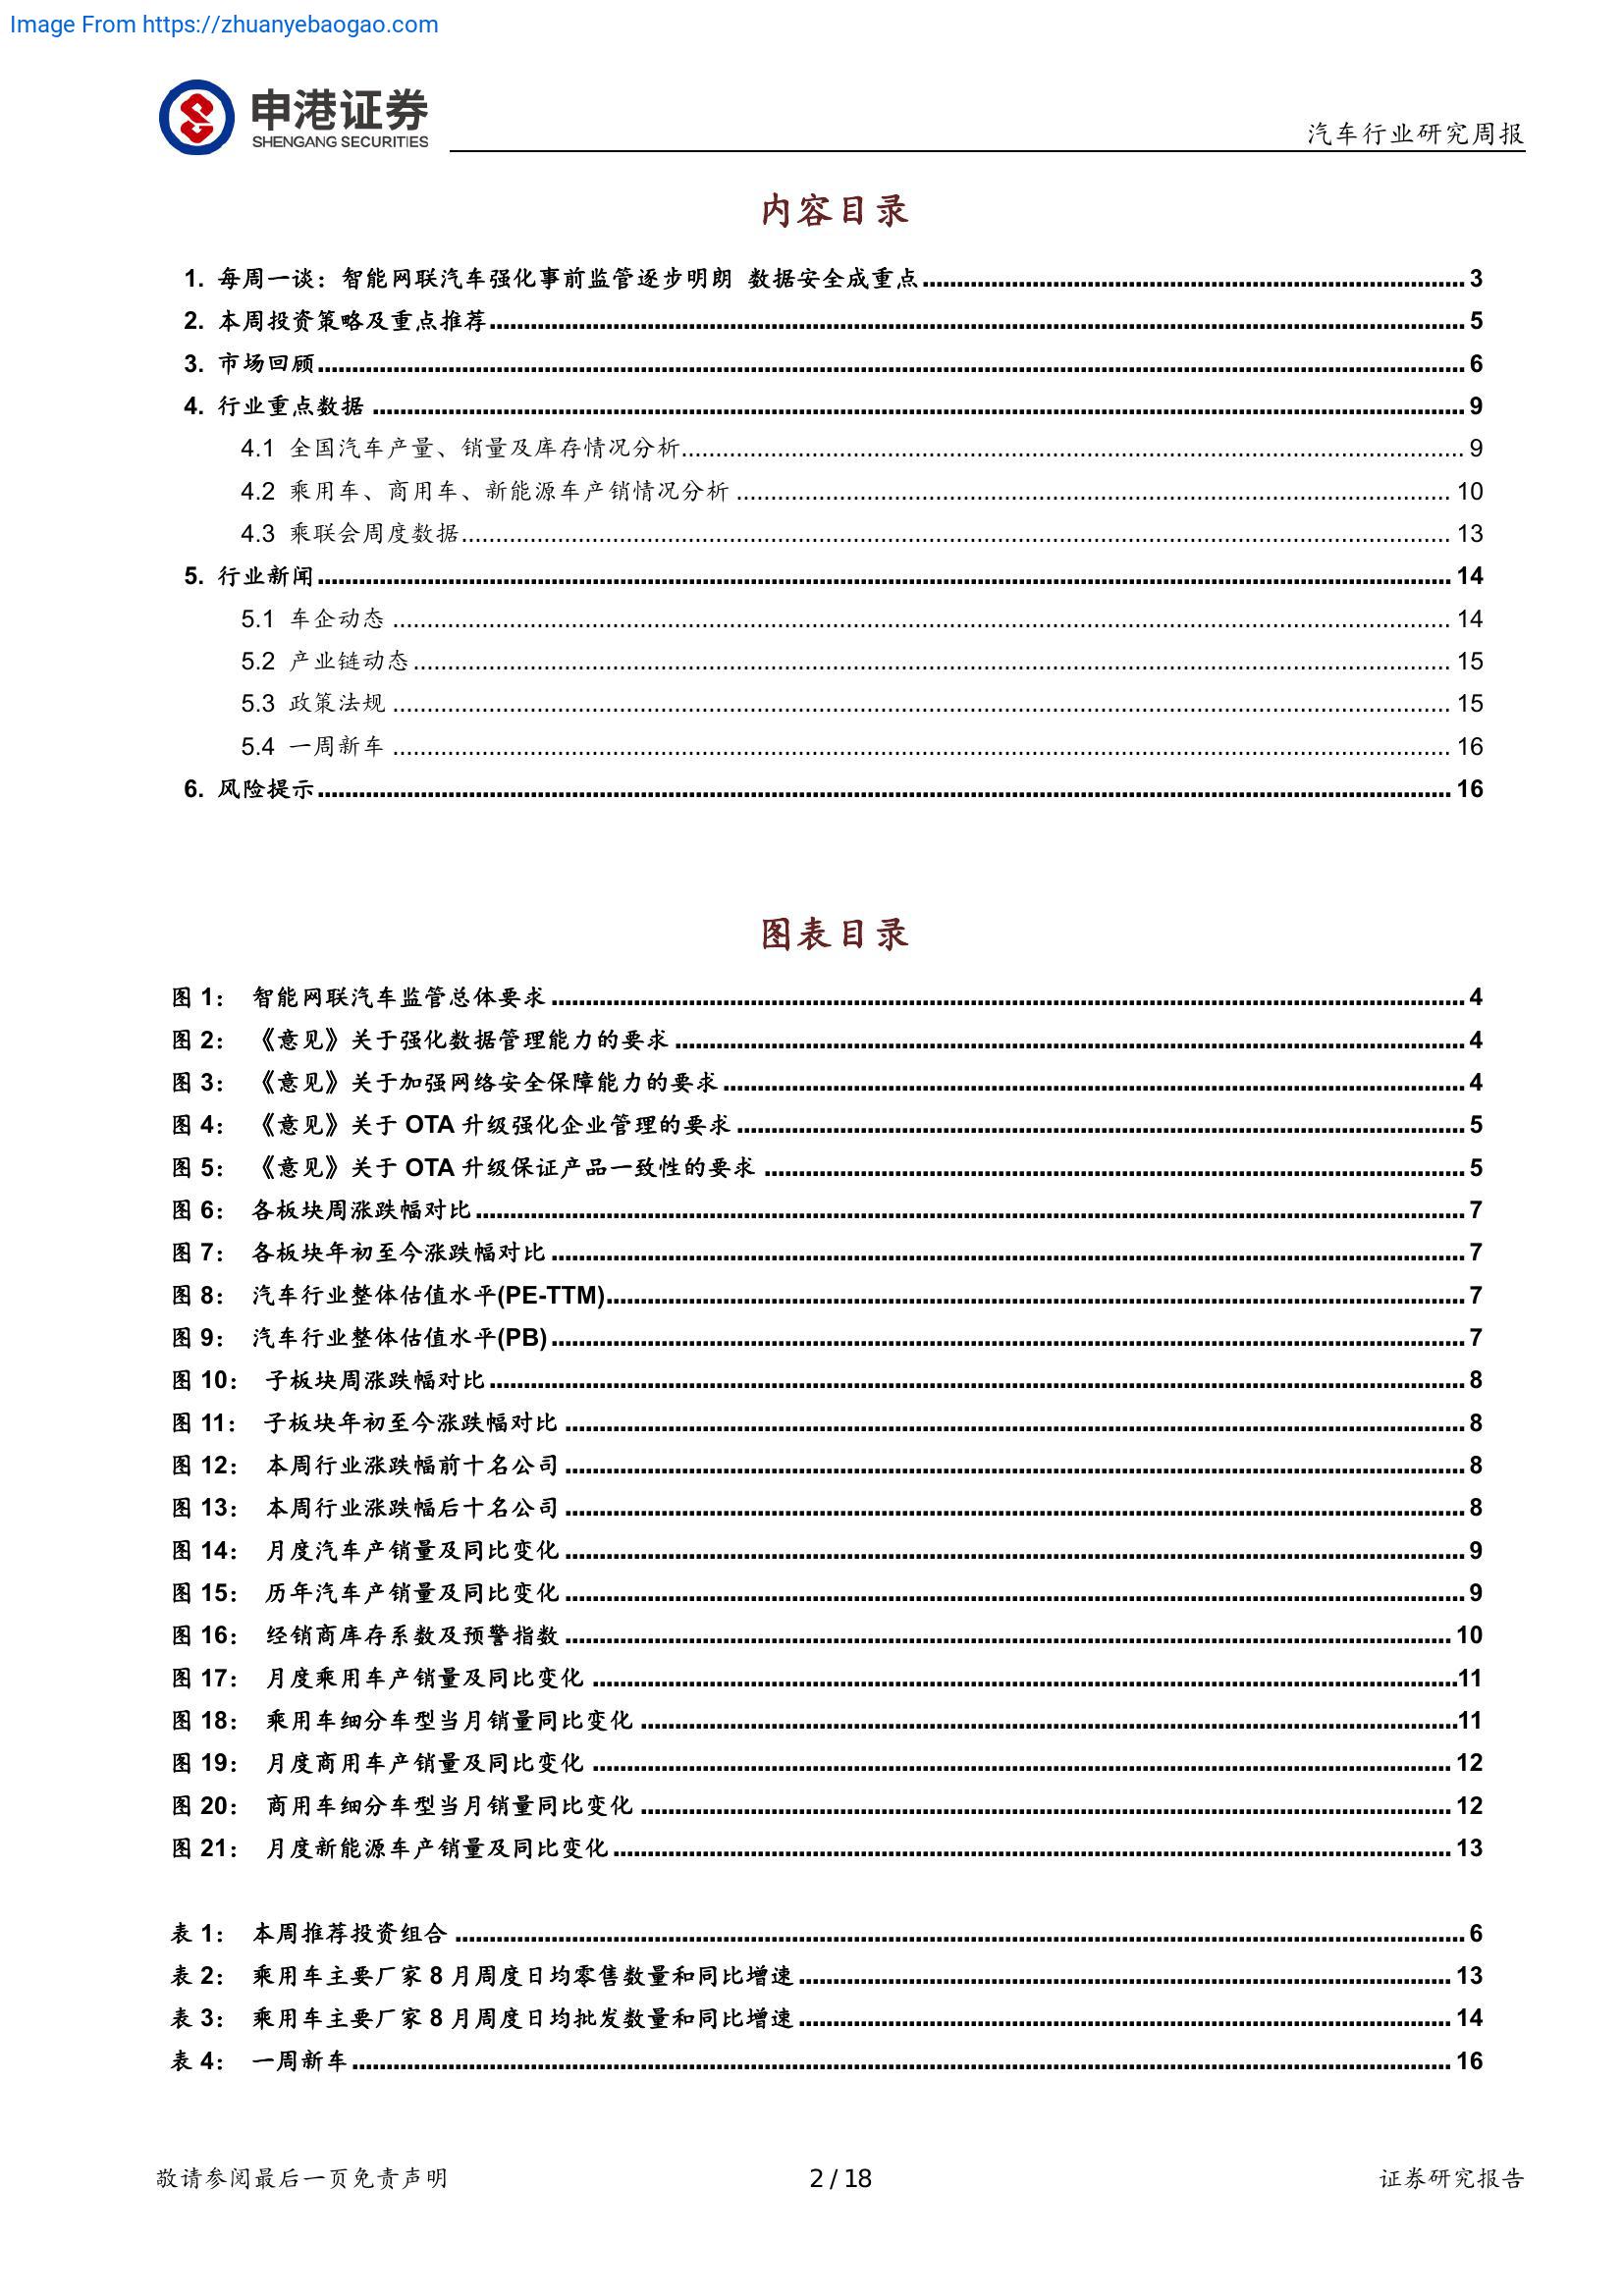 Image From https://zhuanyebaogao.com
申港证券
SHENGANG SECURITIES
汽车行业研究周报
内容目录
1. 每周一谈：智能网联汽车强化事前监管逐步明朗 数据安全成重点 3
2. 本周投资策略及重点推荐 5
3. 市场回顾 6
4. 行业重点数据 9
4.1 全国汽车产量、销量及库存情况分析 9
4.2 乘用车、商用车、新能源车产销情况分析 10
4.3 乘联会周度数据 13
5. 行业新闻 14
5.1 车企动态 14
5.2 产业链动态 15
5.3 政策法规 15
5.4 一周新车 16
6. 风险提示 16
图表目录
图 1： 智能网联汽车监管总体要求 4
图 2： 《意见》关于强化数据管理能力的要求 4
图 3： 《意见》关于加强网络安全保障能力的要求 4
图 4： 《意见》关于 OTA 升级强化企业管理的要求 5
图 5： 《意见》关于 OTA 升级保证产品一致性的要求 5
图 6： 各板块周涨跌幅对比 7
图 7： 各板块年初至今涨跌幅对比 7
图 8： 汽车行业整体估值水平(PE-TTM) 7
图 9： 汽车行业整体估值水平(PB) 7
图 10： 子板块周涨跌幅对比 8
图 11： 子板块年初至今涨跌幅对比 8
图 12： 本周行业涨跌幅前十名公司 8
图 13： 本周行业涨跌幅后十名公司 8
图 14： 月度汽车产销量及同比变化 9
图 15： 历年汽车产销量及同比变化 9
图 16： 经销商库存系数及预警指数 10
图 17： 月度乘用车产销量及同比变化 11
图 18： 乘用车细分车型当月销量同比变化 11
图 19： 月度商用车产销量及同比变化 12
图 20： 商用车细分车型当月销量同比变化 12
图 21： 月度新能源车产销量及同比变化 13
表 1： 本周推荐投资组合 6
表 2： 乘用车主要厂家 8 月周度日均零售数量和同比增速 13
表 3： 乘用车主要厂家 8 月周度日均批发数量和同比增速 14
表 4： 一周新车 16
敬请参阅最后一页免责声明
2 / 18
证券研究报告